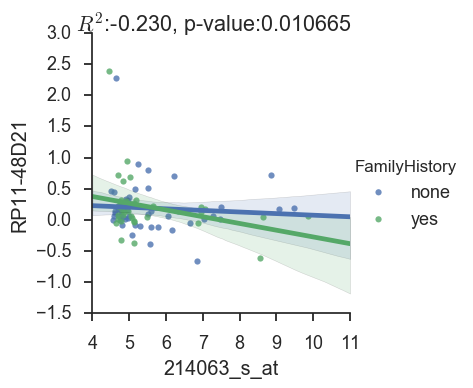 R²:-0.230, p-value:0.010665
3.0
2.5
2.0
1.5
1.0
0.5
0.0
−0.5
−1.0
−1.5
RP11-48D21
4 5 6 7 8 9 10 11
214063_s_at
FamilyHistory
none
yes